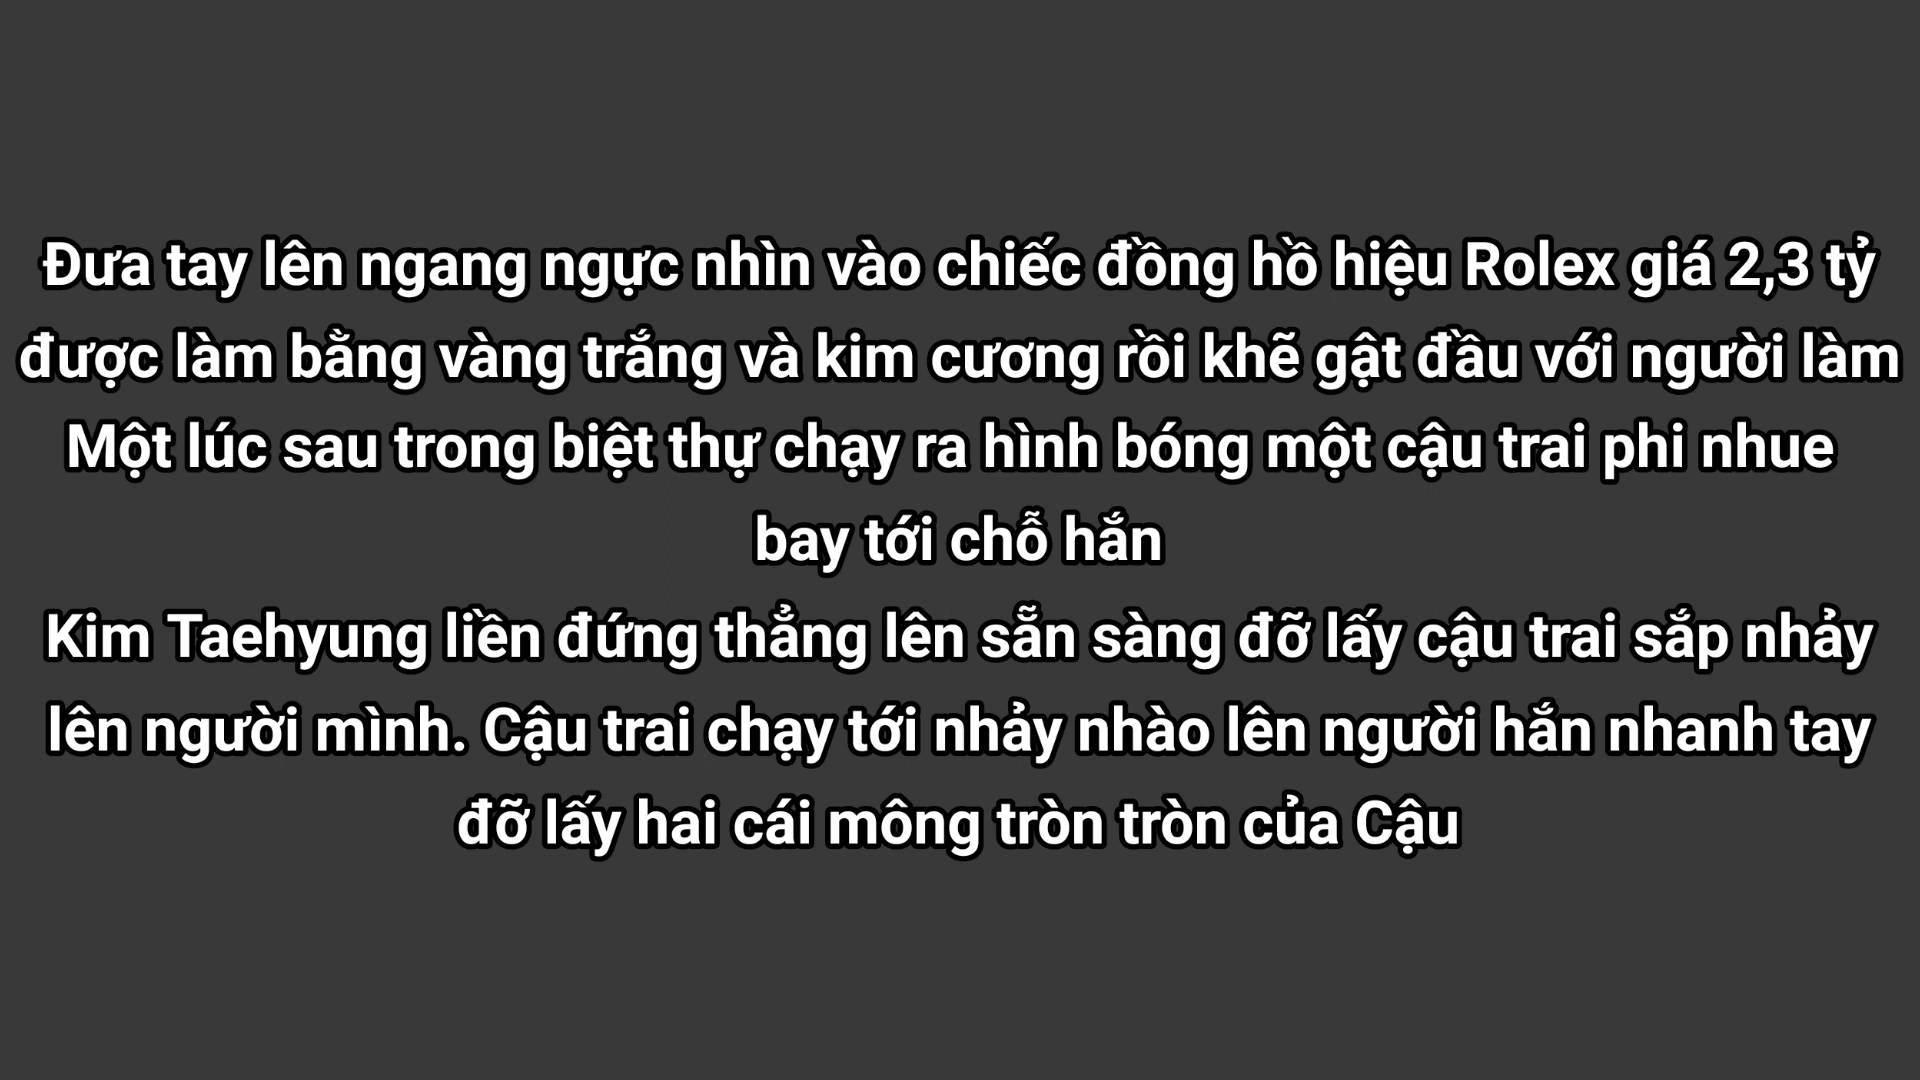 Đưa tay lên ngang ngực nhìn vào chiếc đồng hồ hiệu Rolex giá 2,3 tỷ
được làm bằng vàng trắng và kim cương rồi khẽ gật đầu với người làm
Một lúc sau trong biệt thự chạy ra hình bóng một cậu trai phi nhue
bay tới chỗ hắn
Kim Taehyung liền đứng thẳng lên sẵn sàng đỡ lấy cậu trai sắp nhảy
lên người mình. Cậu trai chạy tới nhảy nhào lên người hắn nhanh tay
đỡ lấy hai cái mông tròn tròn của Cậu